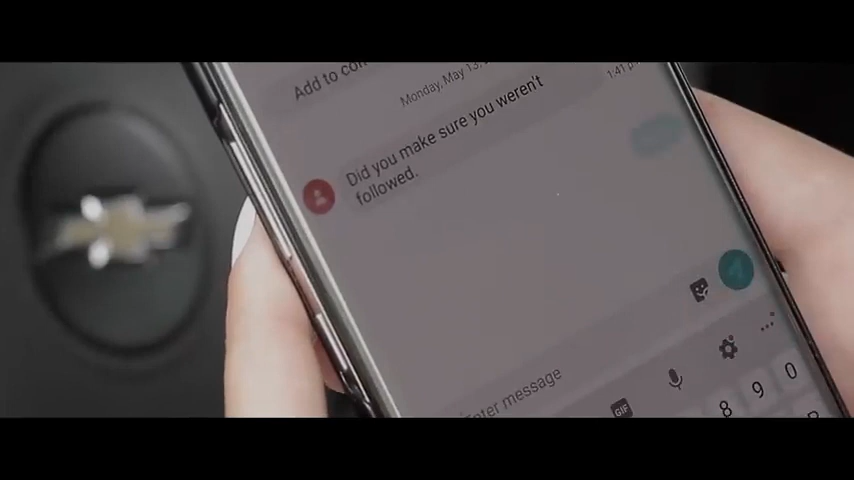 Add to
Monday, May 13,
1:41
Did you make sure you weren't
followed.
Enter message
GIF
8 9 0